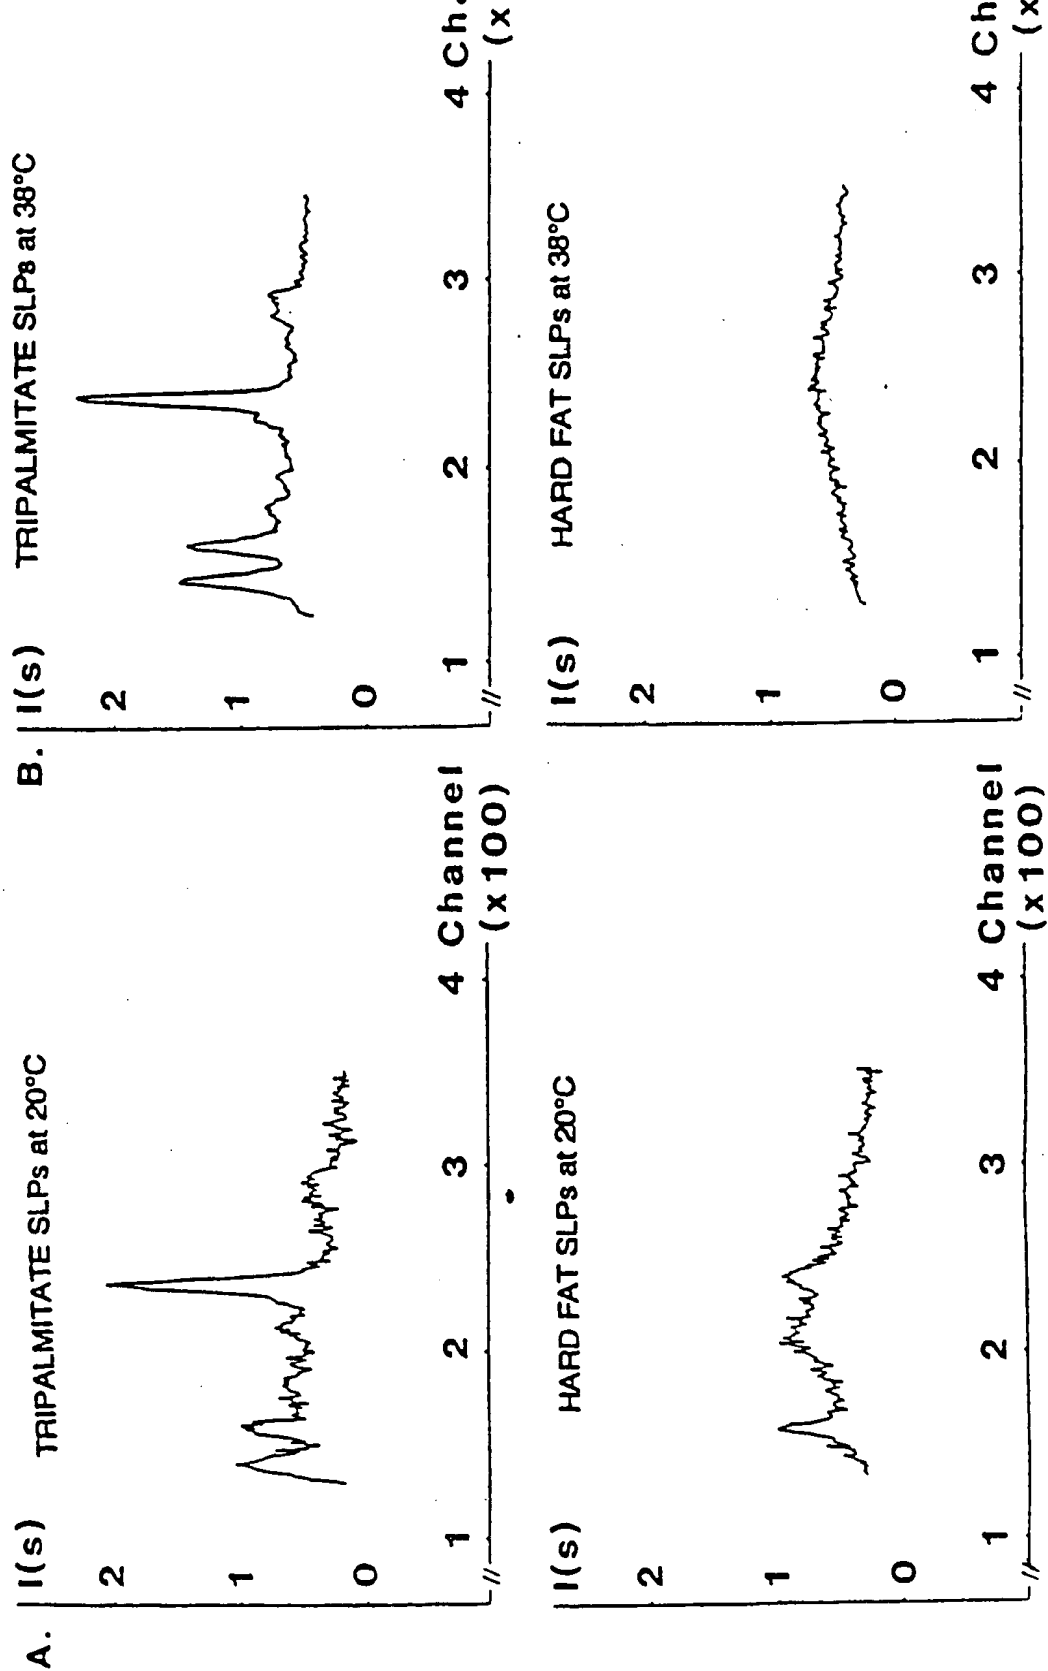 A.
I(s)
TRIPALMITATE SLPs at 20°C
2
1
0
1
2
3
4
Channel
(x100)
I(s)
HARD FAT SLPs at 20°C
2
1
0
1
2
3
4
Channel
(x100)
B.
I(s)
TRIPALMITATE SLPs at 38°C
2
1
0
1
2
3
4
Ch
(x
I(s)
HARD FAT SLPs at 38°C
2
1
0
1
2
3
4
Ch
(x